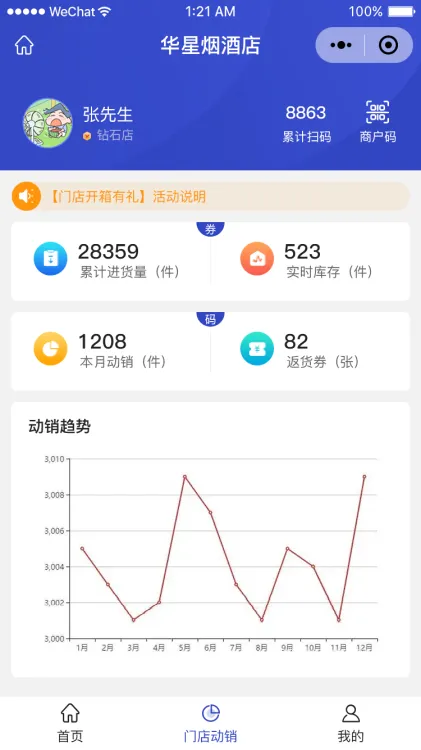 WeChat 1:21 AM 100%
华星烟酒店
张先生
钻石店
8863
累计扫码
商户码
【门店开箱有礼】活动说明
券
28359
累计进货量（件）
523
实时库存（件）
码
1208
本月动销（件）
82
返货券（张）
动销趋势
3,010
3,008
3,006
3,004
3,002
3,000
1月 2月 3月 4月 5月 6月 7月 8月 9月 10月 11月 12月
首页 门店动销 我的